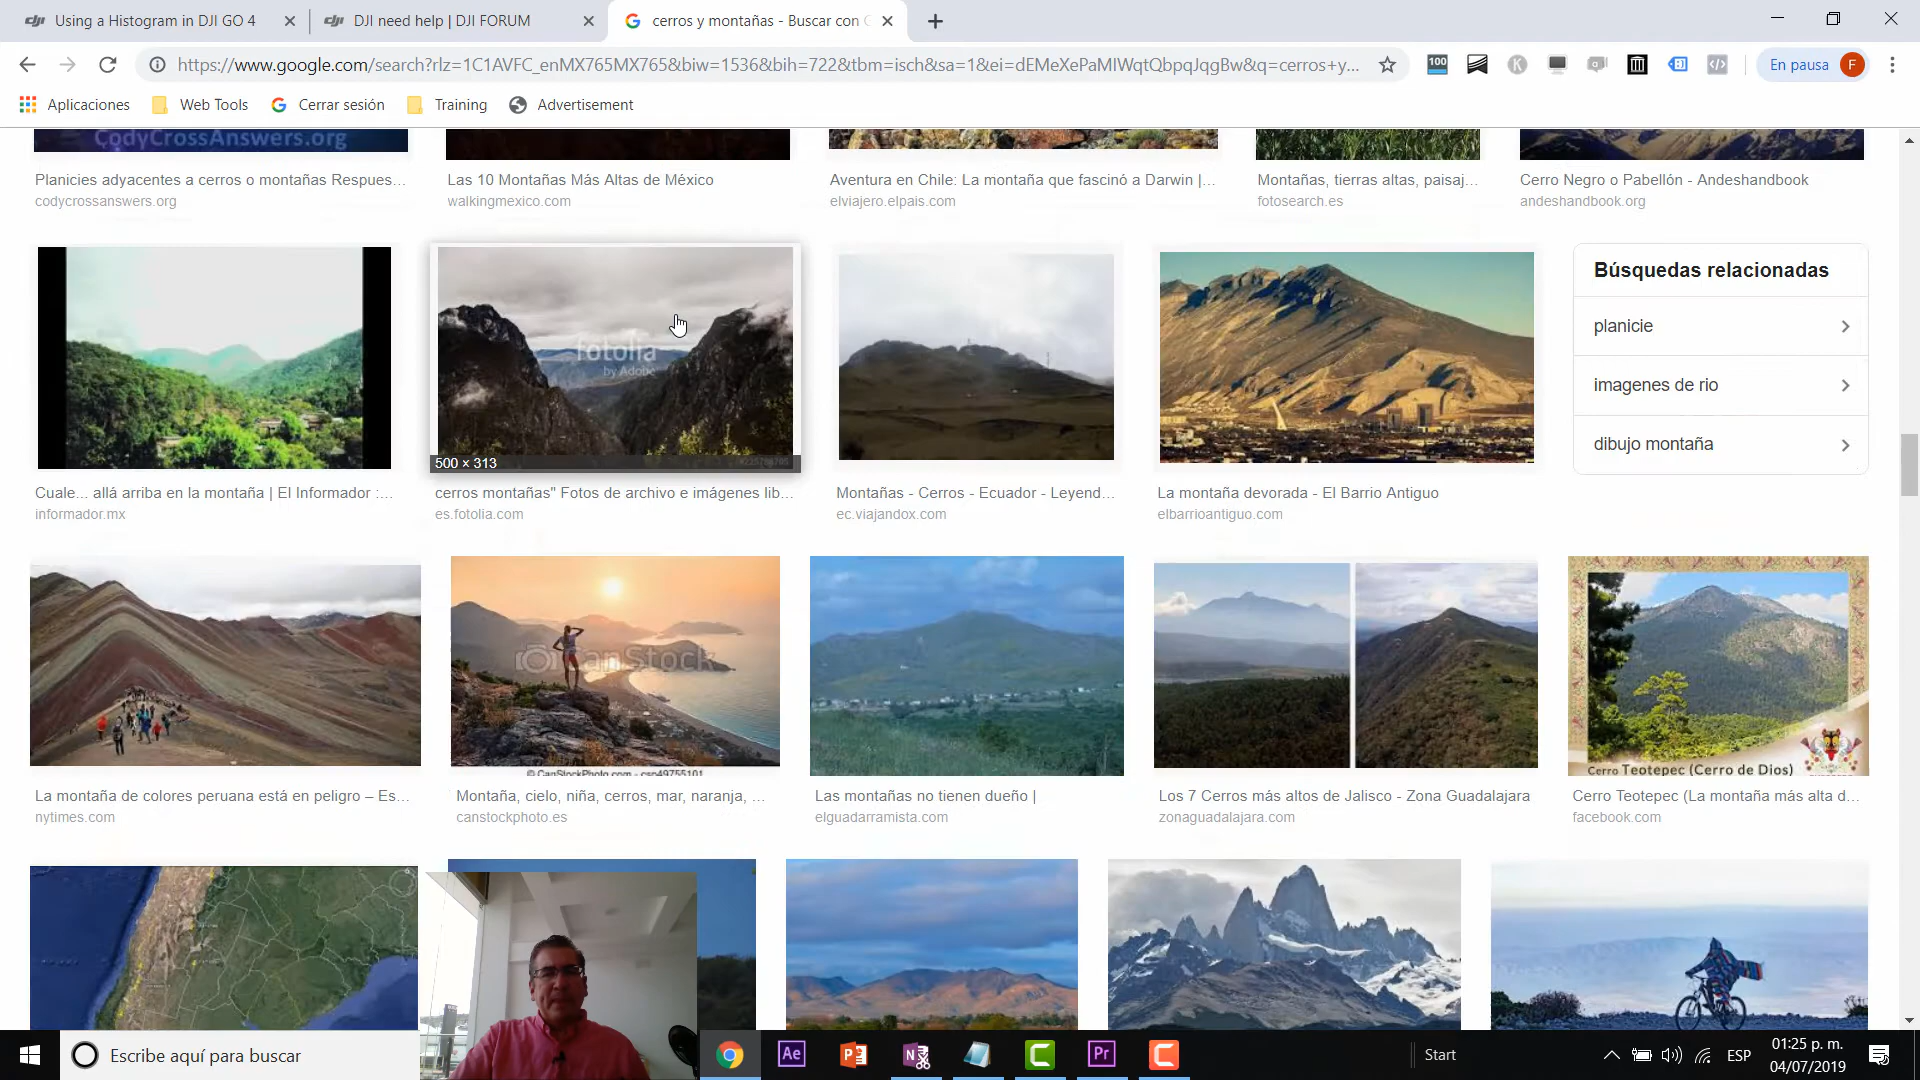 Using a Histogram in DJI GO 4
DJI need help | DJI FORUM
cerros y montañas - Buscar con G
https://www.google.com/search?rlz=1C1AVFC_enMX765MX765&biw=1536&bih=722&tbm=isch&sa=1&ei=dEMeXePaMIWqtQbpqJqgBw&q=cerros+y...
100
En pausa
F
Aplicaciones
Web Tools
Cerrar sesión
Training
Advertisement
CodyCrossAnswers.org
Planicies adyacentes a cerros o montañas Respues...
codycrossanswers.org
Las 10 Montañas Más Altas de México
walkingmexico.com
Aventura en Chile: La montaña que fascinó a Darwin |...
elviajero.elpais.com
Montañas, tierras altas, paisaj...
fotosearch.es
Cerro Negro o Pabellón - Andeshandbook
andeshandbook.org
fotolia
by Adobe
500 × 313
Cuale... allá arriba en la montaña | El Informador :...
informador.mx
cerros montañas" Fotos de archivo e imágenes lib...
es.fotolia.com
Montañas - Cerros - Ecuador - Leyend...
ec.viajandox.com
La montaña devorada - El Barrio Antiguo
elbarrioantiguo.com
Búsquedas relacionadas
planicie
imagenes de rio
dibujo montaña
CanStock
© CanStockPhoto.com - csp49755101
Cerro Teotepec (Cerro de Dios)
La montaña de colores peruana está en peligro – Es...
nytimes.com
Montaña, cielo, niña, cerros, mar, naranja, ...
canstockphoto.es
Las montañas no tienen dueño |
elguadarramista.com
Los 7 Cerros más altos de Jalisco - Zona Guadalajara
zonaguadalajara.com
Cerro Teotepec (La montaña más alta d...
facebook.com
Escribe aquí para buscar
Ae
Pr
Start
ESP
01:25 p. m.
04/07/2019